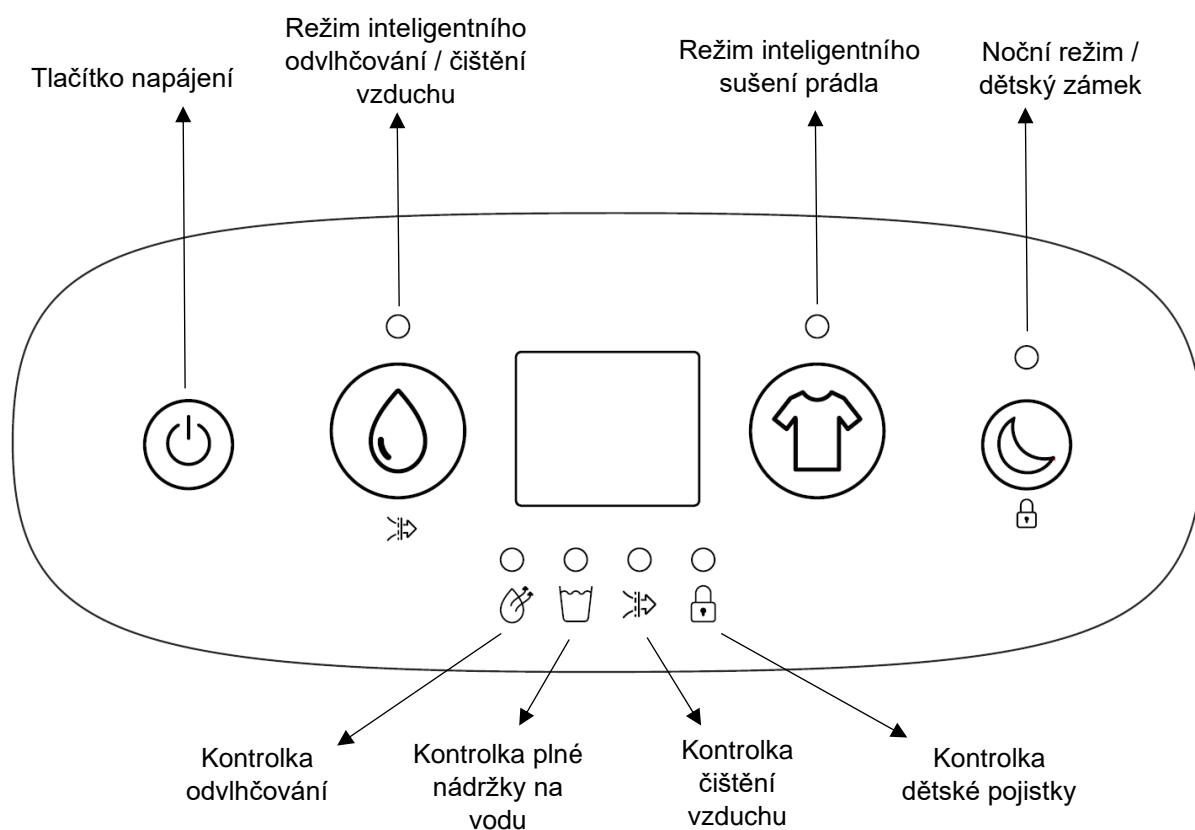 Tlačítko napájení
Režim inteligentního
odvlhčování / čištění
vzduchu
Režim inteligentního
sušení prádla
Noční režim /
dětský zámek
Kontrolka
odvlhčování
Kontrolka plné
nádržky na
vodu
Kontrolka
čištění
vzduchu
Kontrolka
dětské pojistky